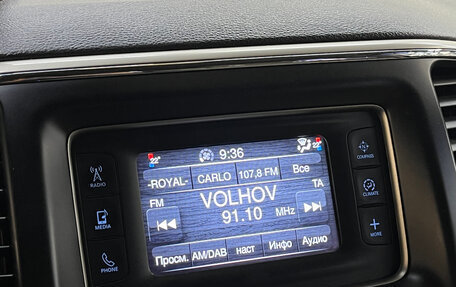 22° 9:36 22°
-ROYAL- CARLO 107,8 FM Все
FM VOLHOV TA
91.10 MHz
Просм. AM/DAB наст Инфо Аудио
RADIO
MEDIA
PHONE
COMPASS
CLIMATE
MORE